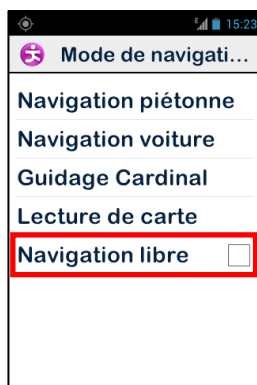 E 15:23
Mode de navigati...
Navigation piétonne
Navigation voiture
Guidage Cardinal
Lecture de carte
Navigation libre